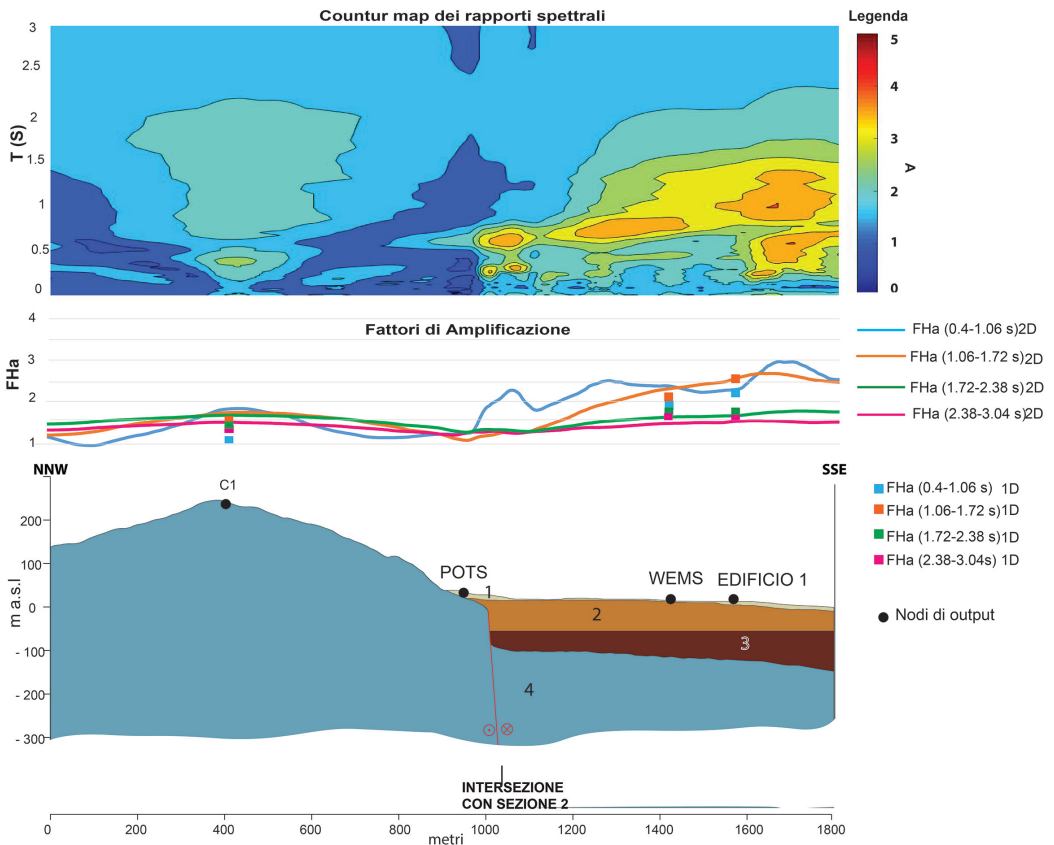 Countur map dei rapporti spettrali
Legenda
T (S)
3
2.5
2
1.5
1
0.5
0
5
4
3
2
1
0
A
Fattori di Amplificazione
FHa
4
3
2
1
FHa (0.4-1.06 s)2D
FHa (1.06-1.72 s)2D
FHa (1.72-2.38 s)2D
FHa (2.38-3.04 s)2D
NNW
SSE
C1
POTS
WEMS
EDIFICIO 1
1
2
3
4
m a.s.l
200
100
0
- 100
- 200
- 300
FHa (0.4-1.06 s) 1D
FHa (1.06-1.72 s)1D
FHa (1.72-2.38 s)1D
FHa (2.38-3.04s) 1D
Nodi di output
INTERSEZIONE
CON SEZIONE 2
0
200
400
600
800
1000
1200
1400
1600
1800
metri